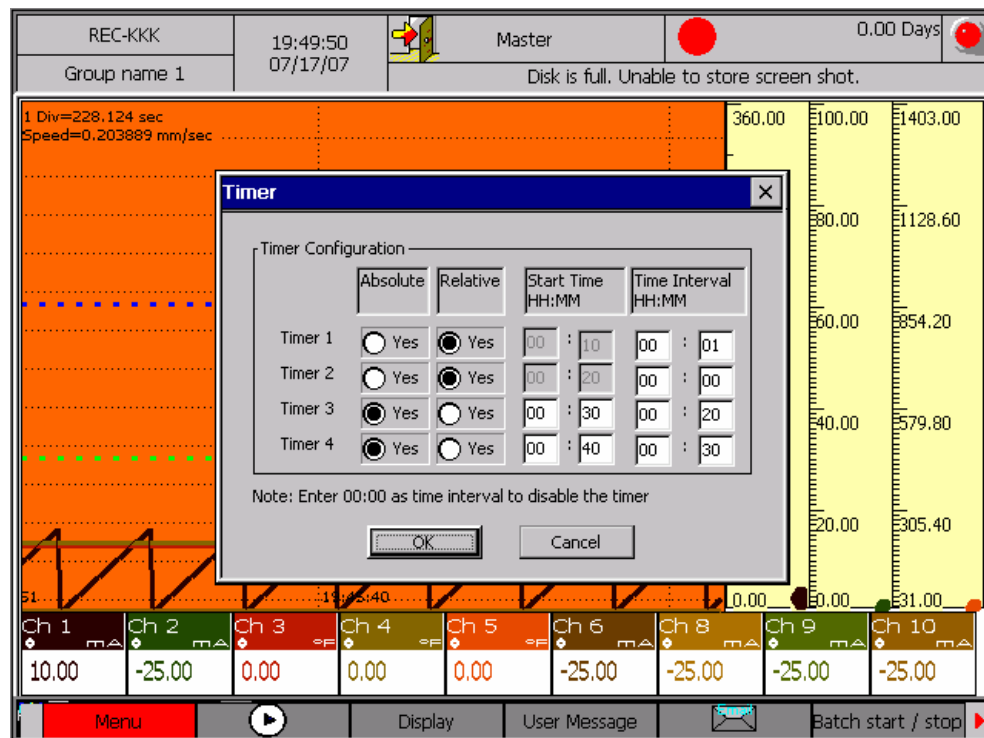 REC-KKK
19:49:50
Master
0.00 Days
Group name 1
07/17/07
Disk is full. Unable to store screen shot.
1 Div=228.124 sec
Speed=0.203889 mm/sec
360.00
100.00
1403.00
80.00
1128.60
60.00
854.20
40.00
579.80
20.00
305.40
0.00
0.00
31.00
Timer
Timer Configuration
Absolute
Relative
Start Time
HH:MM
Time Interval
HH:MM
Timer 1 Yes Yes 00 : 10 00 : 01
Timer 2 Yes Yes 00 : 20 00 : 00
Timer 3 Yes Yes 00 : 30 00 : 20
Timer 4 Yes Yes 00 : 40 00 : 30
Note: Enter 00:00 as time interval to disable the timer
OK
Cancel
51
19:45:40
Ch 1 mA
10.00
Ch 2 mA
-25.00
Ch 3 °F
0.00
Ch 4 °F
0.00
Ch 5 °F
0.00
Ch 6 mA
-25.00
Ch 8 mA
-25.00
Ch 9 mA
-25.00
Ch 10 mA
-25.00
Menu
Display
User Message
Batch start / stop